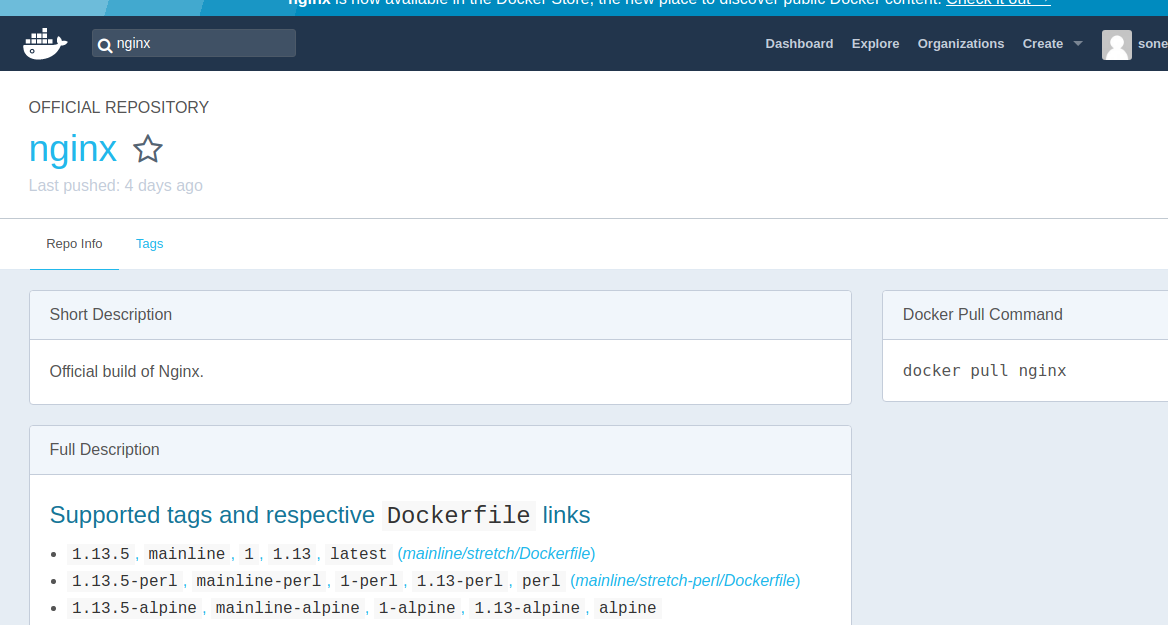 nginx is now available in the Docker Store, the new place to discover public Docker content. Check it out →
nginx
Dashboard Explore Organizations Create sone
OFFICIAL REPOSITORY
nginx
Last pushed: 4 days ago
Repo Info Tags
Short Description
Official build of Nginx.
Docker Pull Command
docker pull nginx
Full Description
Supported tags and respective Dockerfile links
1.13.5, mainline, 1, 1.13, latest (mainline/stretch/Dockerfile)
1.13.5-perl, mainline-perl, 1-perl, 1.13-perl, perl (mainline/stretch-perl/Dockerfile)
1.13.5-alpine, mainline-alpine, 1-alpine, 1.13-alpine, alpine